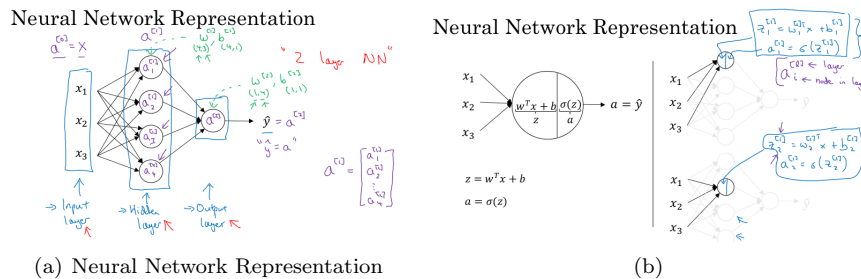 Neural Network Representation
a^[0] = x
a^[1]
w^[1], b^[1]
(4,3) (4,1)
"2 layer NN"
x₁
x₂
x₃
a₁^[1]
a₂^[1]
a₃^[1]
a₄^[1]
w^[2], b^[2]
(1,4) (1,1)
a^[2]
ŷ = a^[2]
"ŷ = a"
a^[1] = [a₁^[1] a₂^[1] ⋮ a₄^[1]]
→ Input layer
→ Hidden layer
→ Output layer
(a) Neural Network Representation
Neural Network Representation
x₁
x₂
x₃
wᵀx + b
z
σ(z)
a
a = ŷ
z = wᵀx + b
a = σ(z)
z₁^[1] = w₁^[1]ᵀ x + b₁^[1]
a₁^[1] = σ(z₁^[1])
a_i^[l] ← layer
← node in lay
x₁
x₂
x₃
ŷ
z₂^[1] = w₂^[1]ᵀ x + b₂^[1]
a₂^[1] = σ(z₂^[1])
x₁
x₂
x₃
ŷ
(b)